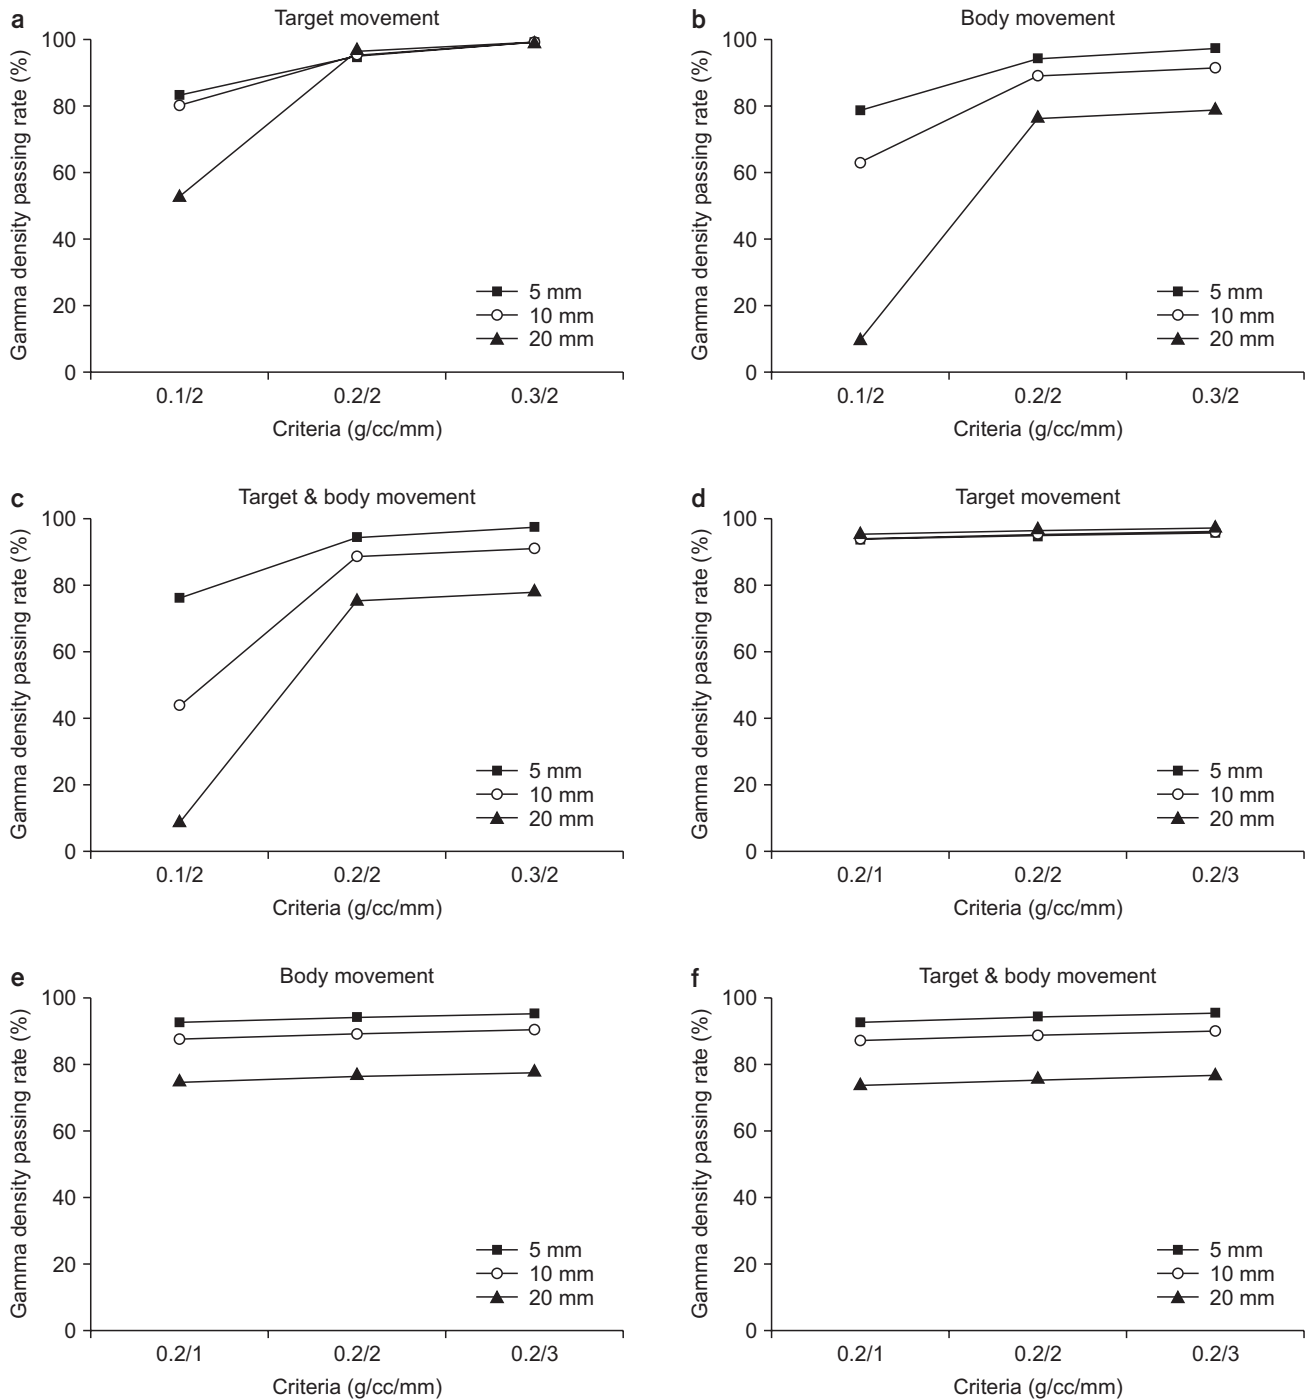 a
Target movement
Gamma density passing rate (%)
100
80
60
40
20
0
5 mm
10 mm
20 mm
0.1/2 0.2/2 0.3/2
Criteria (g/cc/mm)
b
Body movement
Gamma density passing rate (%)
100
80
60
40
20
0
5 mm
10 mm
20 mm
0.1/2 0.2/2 0.3/2
Criteria (g/cc/mm)
c
Target & body movement
Gamma density passing rate (%)
100
80
60
40
20
0
5 mm
10 mm
20 mm
0.1/2 0.2/2 0.3/2
Criteria (g/cc/mm)
d
Target movement
Gamma density passing rate (%)
100
80
60
40
20
0
5 mm
10 mm
20 mm
0.2/1 0.2/2 0.2/3
Criteria (g/cc/mm)
e
Body movement
Gamma density passing rate (%)
100
80
60
40
20
0
5 mm
10 mm
20 mm
0.2/1 0.2/2 0.2/3
Criteria (g/cc/mm)
f
Target & body movement
Gamma density passing rate (%)
100
80
60
40
20
0
5 mm
10 mm
20 mm
0.2/1 0.2/2 0.2/3
Criteria (g/cc/mm)